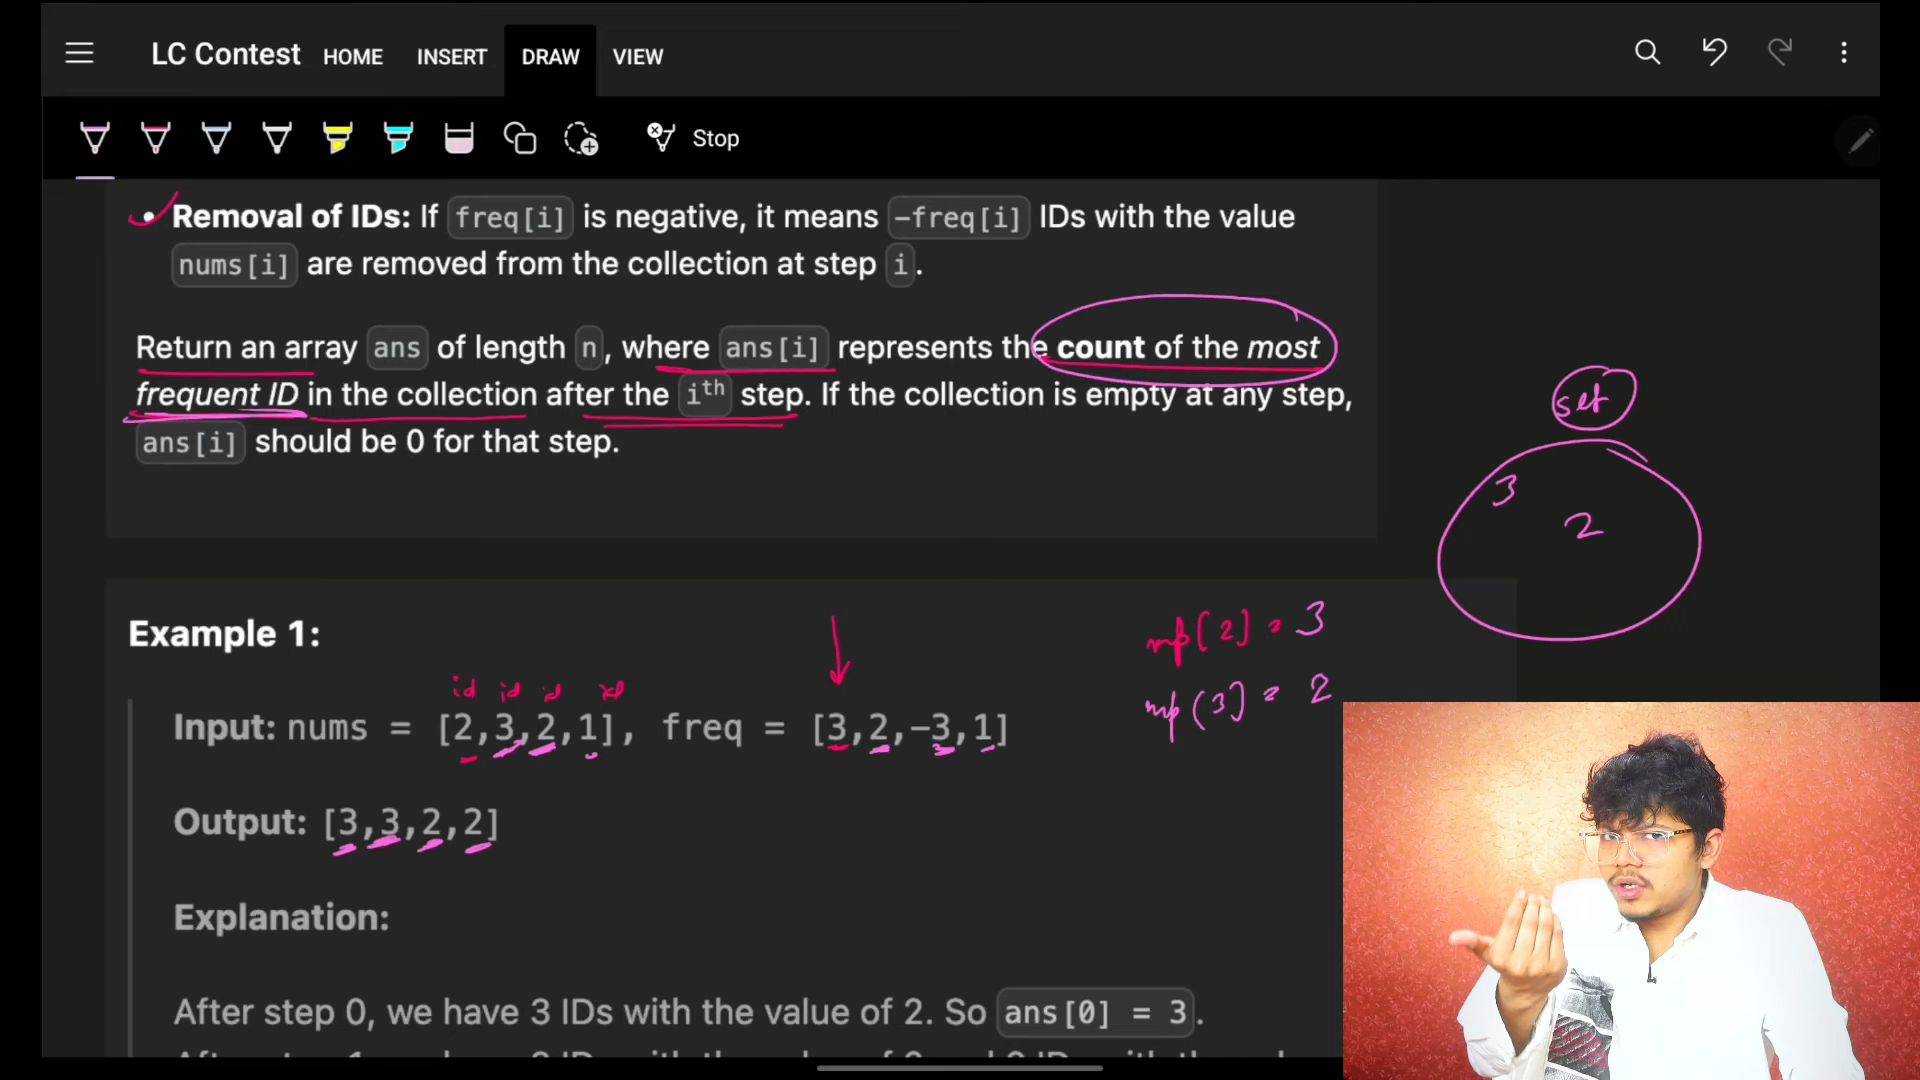 LC Contest HOME INSERT DRAW VIEW
Stop
• Removal of IDs: If freq[i] is negative, it means -freq[i] IDs with the value
nums[i] are removed from the collection at step i.
Return an array ans of length n, where ans[i] represents the count of the most
frequent ID in the collection after the iᵗʰ step. If the collection is empty at any step,
ans[i] should be 0 for that step.
set
3
2
Example 1:
mp[2] = 3
mp[3] = 2
id id id id
Input: nums = [2,3,2,1], freq = [3,2,-3,1]
Output: [3,3,2,2]
Explanation:
After step 0, we have 3 IDs with the value of 2. So ans[0] = 3.